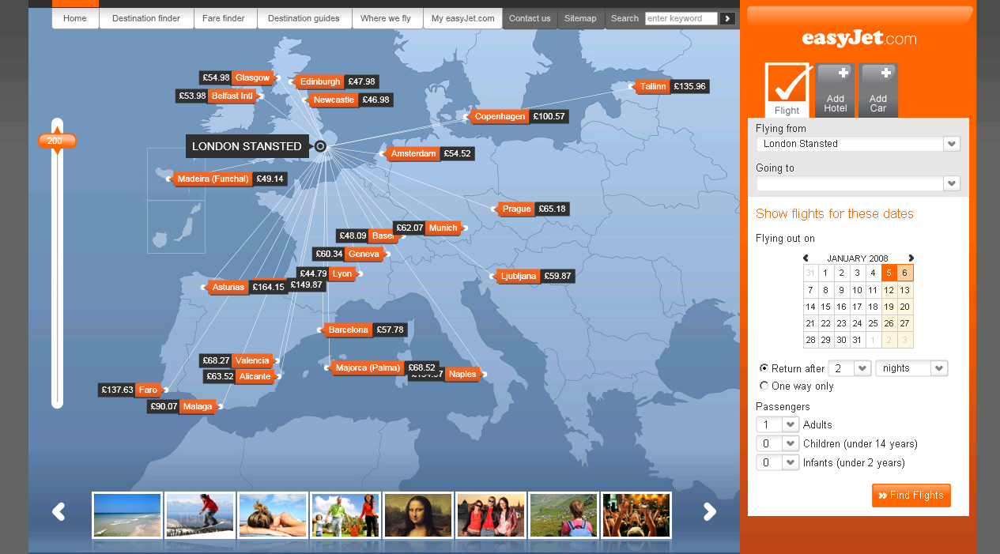 Home
Destination finder
Fare finder
Destination guides
Where we fly
My easyJet.com
Contact us
Sitemap
Search
enter keyword
200
£54.98 Glasgow
Edinburgh £47.98
£53.98 Belfast Intl
Newcastle £46.98
Tallinn £135.96
Copenhagen £100.57
LONDON STANSTED
Amsterdam £54.52
Madeira (Funchal) £49.14
Prague £65.18
£62.07 Munich
£48.09 Basel
£60.34 Geneva
£44.79 Lyon
Ljubljana £59.87
Asturias £164.15
£149.87
Barcelona £57.78
£68.27 Valencia
£63.52 Alicante
Majorca (Palma) £68.52
Naples
£137.63 Faro
£90.07 Malaga
easyJet.com
Flight
Add
Hotel
Add
Car
Flying from
London Stansted
Going to
Show flights for these dates
Flying out on
JANUARY 2008
31 1 2 3 4 5 6
7 8 9 10 11 12 13
14 15 16 17 18 19 20
21 22 23 24 25 26 27
28 29 30 31 1 2 3
Return after 2 nights
One way only
Passengers
1 Adults
0 Children (under 14 years)
0 Infants (under 2 years)
Find Flights